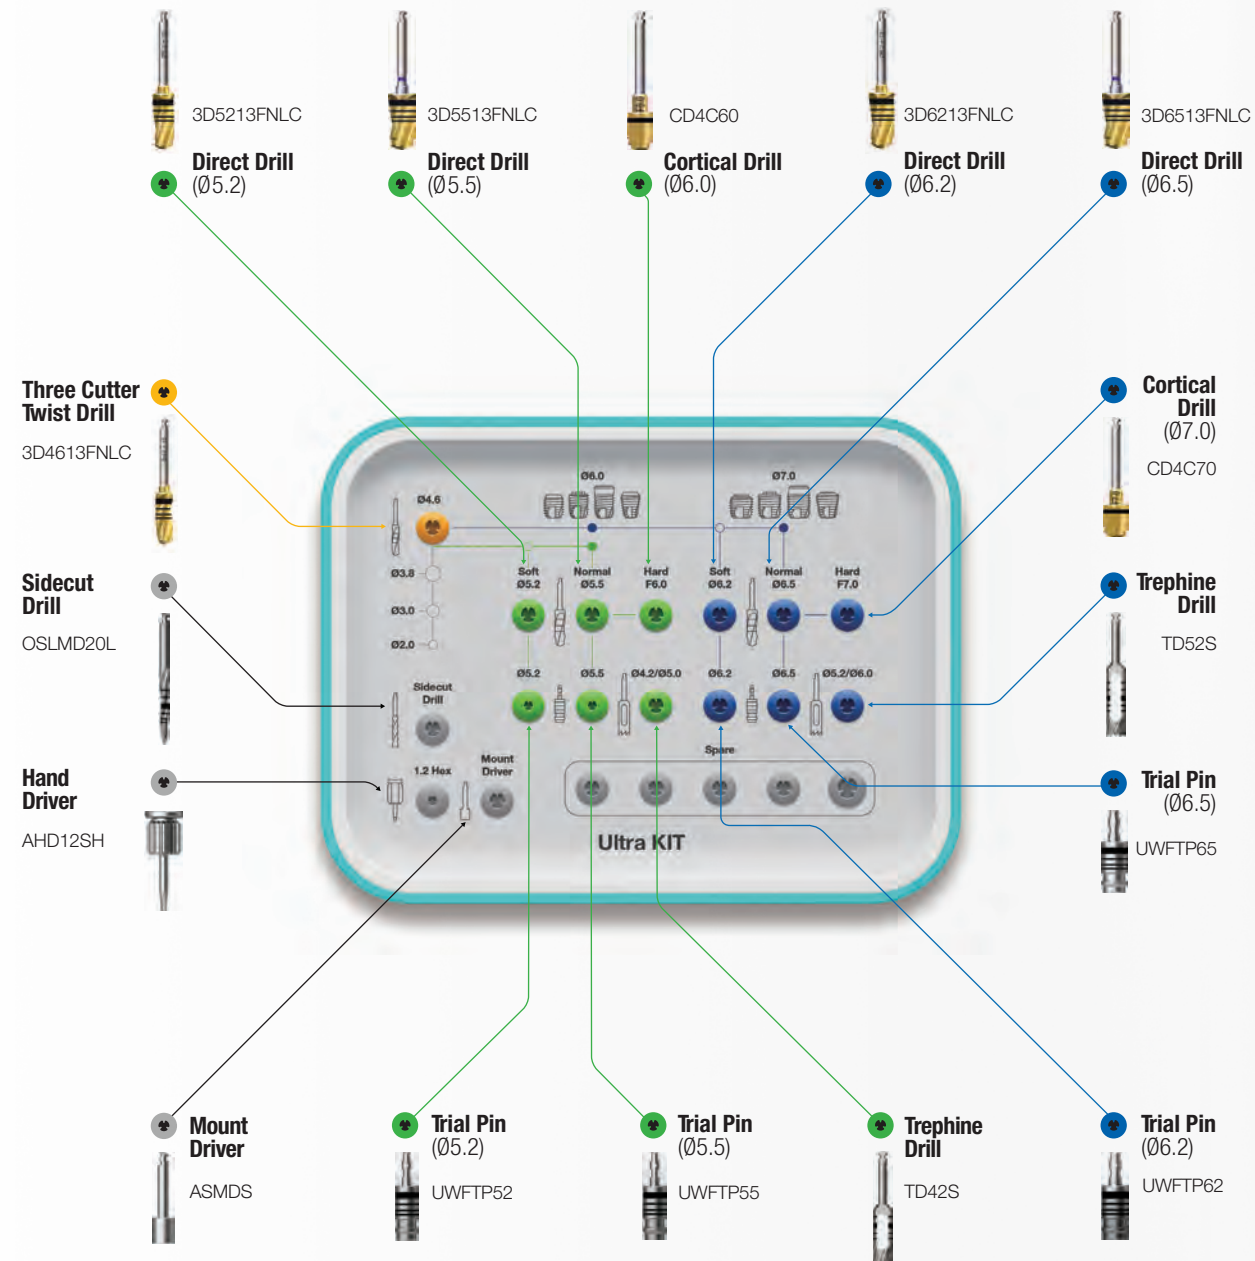 3D5213FNLC
Direct Drill
(Ø5.2)
3D5513FNLC
Direct Drill
(Ø5.5)
CD4C60
Cortical Drill
(Ø6.0)
3D6213FNLC
Direct Drill
(Ø6.2)
3D6513FNLC
Direct Drill
(Ø6.5)
Three Cutter
Twist Drill
3D4613FNLC
Sidecut
Drill
OSLMD20L
Hand
Driver
AHD12SH
Cortical
Drill
(Ø7.0)
CD4C70
Trephine
Drill
TD52S
Trial Pin
(Ø6.5)
UWFTP65
Ø6.0
Ø7.0
Ø4.6
Ø3.8
Ø3.0
Ø2.0
Soft
Ø5.2
Normal
Ø5.5
Hard
F6.0
Soft
Ø6.2
Normal
Ø6.5
Hard
F7.0
Ø5.2
Ø5.5
Ø4.2/Ø5.0
Ø6.2
Ø6.5
Ø5.2/Ø6.0
Sidecut
Drill
1.2 Hex
Mount
Driver
Spare
Ultra KIT
Mount
Driver
ASMDS
Trial Pin
(Ø5.2)
UWFTP52
Trial Pin
(Ø5.5)
UWFTP55
Trephine
Drill
TD42S
Trial Pin
(Ø6.2)
UWFTP62